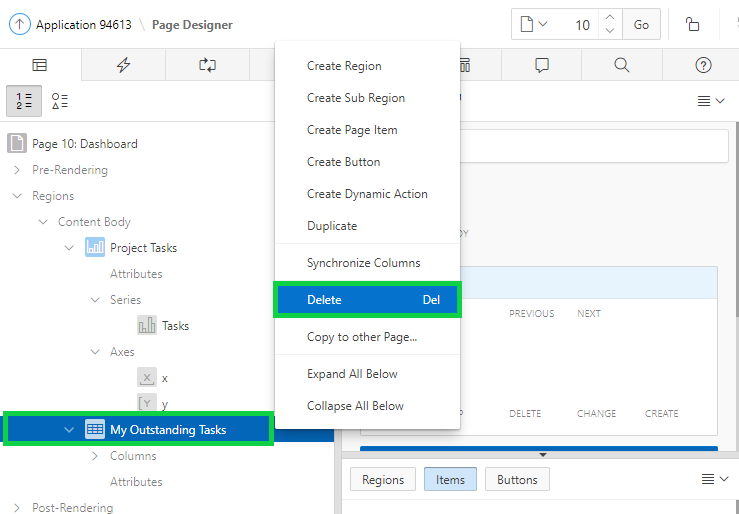 Application 94613 \ Page Designer
10
Go
Page 10: Dashboard
Pre-Rendering
Regions
Content Body
Project Tasks
Attributes
Series
Tasks
Axes
x
y
My Outstanding Tasks
Columns
Attributes
Post-Rendering
Create Region
Create Sub Region
Create Page Item
Create Button
Create Dynamic Action
Duplicate
Synchronize Columns
Delete Del
Copy to other Page...
Expand All Below
Collapse All Below
PREVIOUS NEXT
DELETE CHANGE CREATE
Regions Items Buttons